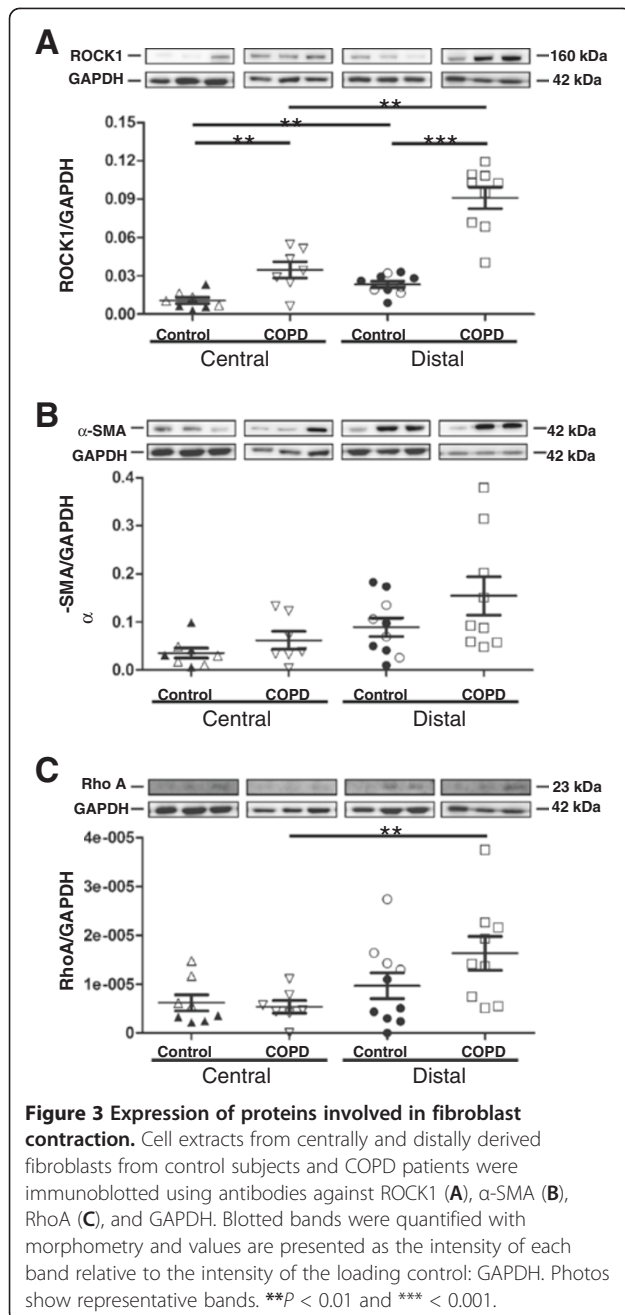 A
ROCK1 160 kDa
GAPDH 42 kDa
** 
**
** ***
0.15
0.12
0.09
0.06
0.03
0.00
ROCK1/GAPDH
Control COPD Control COPD
Central Distal
B
α-SMA 42 kDa
GAPDH 42 kDa
0.4
0.3
0.2
0.1
0.0
-SMA/GAPDH
α
Control COPD Control COPD
Central Distal
C
Rho A 23 kDa
GAPDH 42 kDa
**
4e-005
3e-005
2e-005
1e-005
0
RhoA/GAPDH
Control COPD Control COPD
Central Distal
Figure 3 Expression of proteins involved in fibroblast
contraction. Cell extracts from centrally and distally derived
fibroblasts from control subjects and COPD patients were
immunoblotted using antibodies against ROCK1 (A), α-SMA (B),
RhoA (C), and GAPDH. Blotted bands were quantified with
morphometry and values are presented as the intensity of each
band relative to the intensity of the loading control: GAPDH. Photos
show representative bands. **P < 0.01 and *** < 0.001.